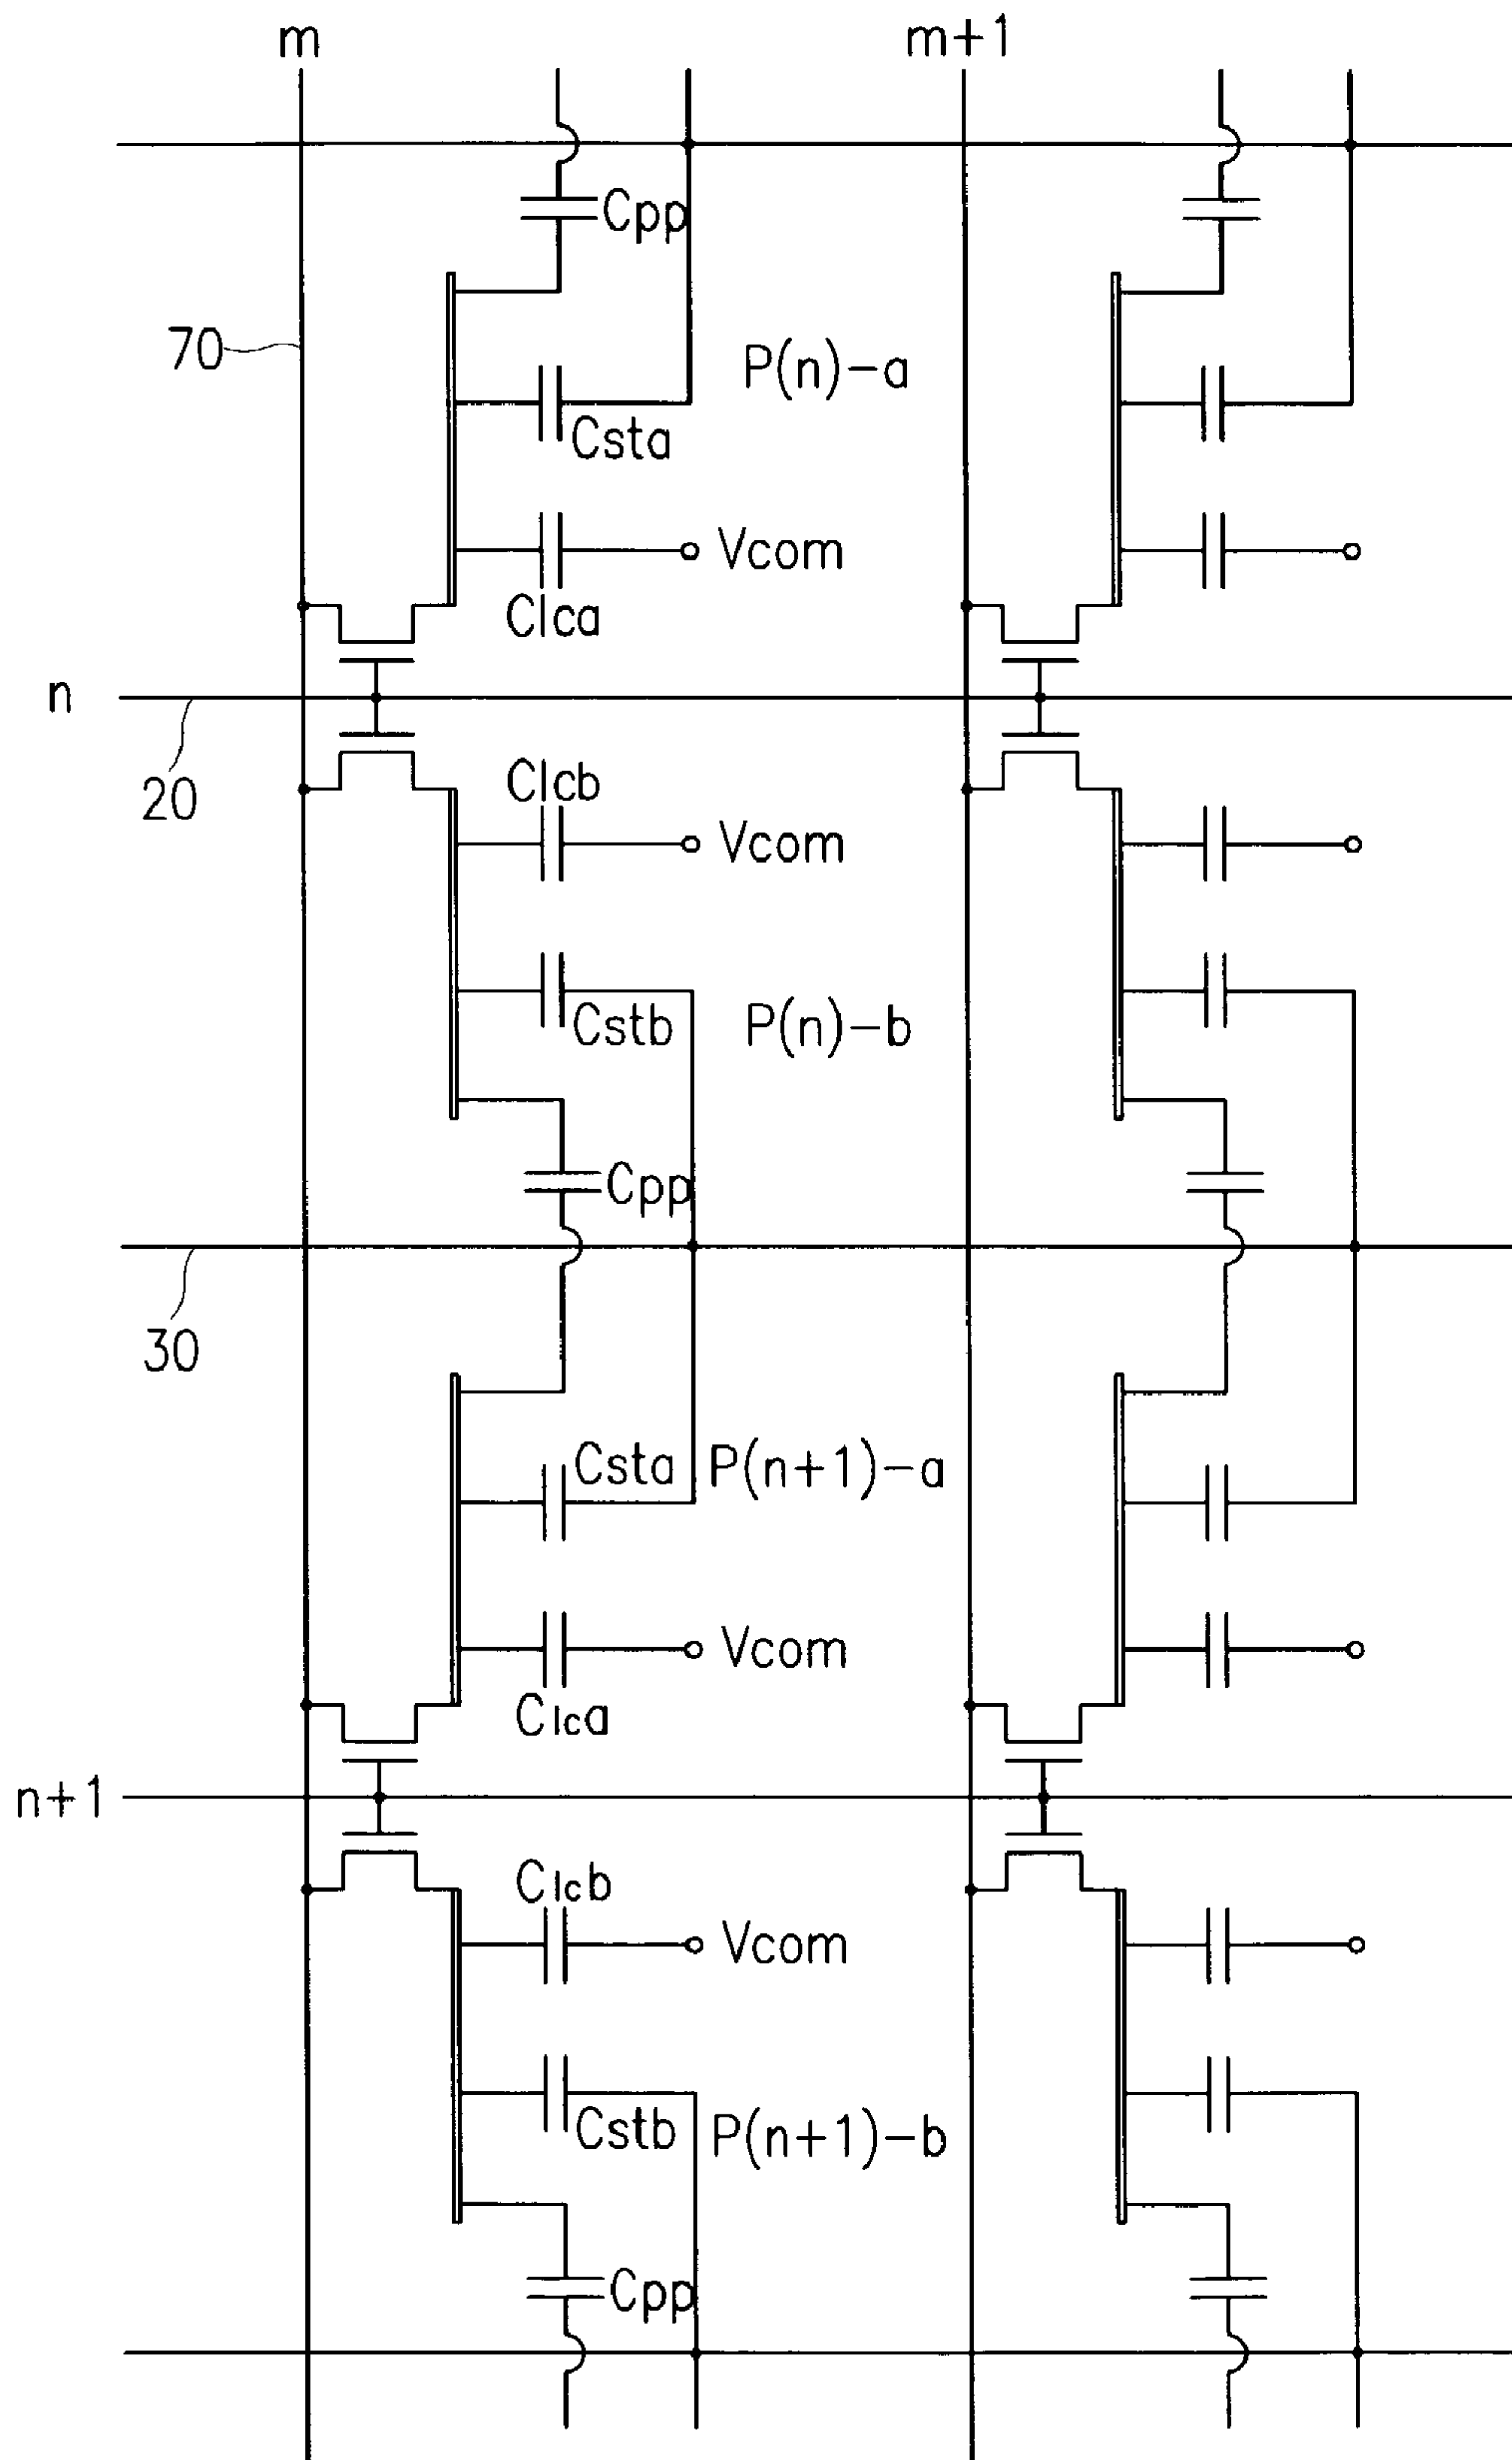 m m+1
Cpp
70
P(n)-a
Csta
Vcom
Clca
n
20
Clcb
Vcom
Cstb
P(n)-b
Cpp
30
Csta P(n+1)-a
Vcom
Clca
n+1
Clcb
Vcom
Cstb P(n+1)-b
Cpp